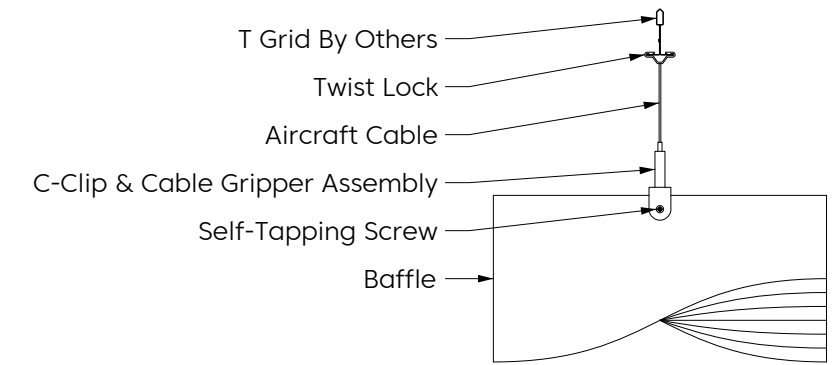 T Grid By Others
Twist Lock
Aircraft Cable
C-Clip & Cable Gripper Assembly
Self-Tapping Screw
Baffle